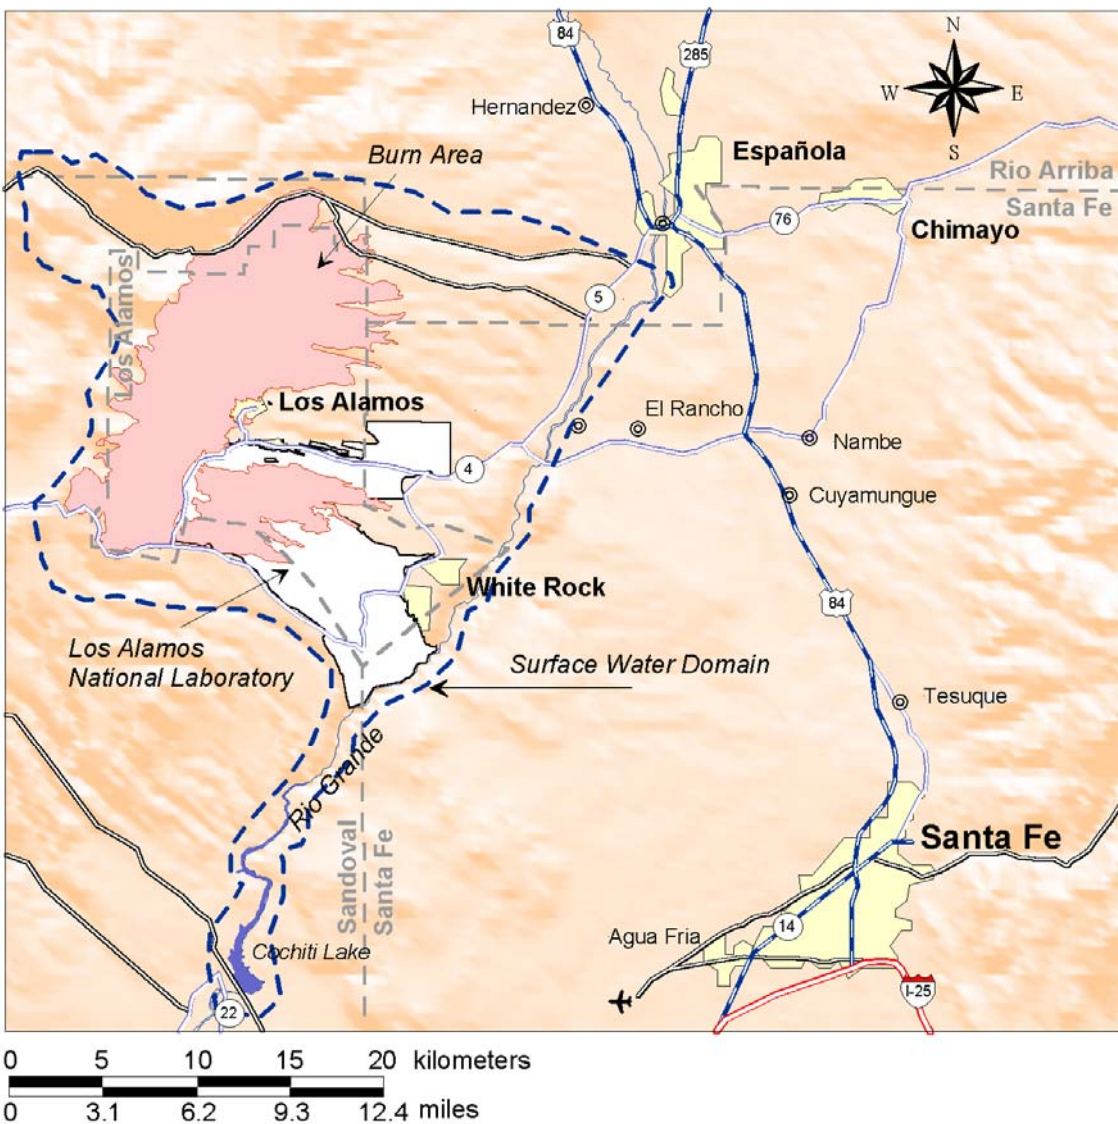 84
285
N
W
E
S
Hernandez
Burn Area
Española
Rio Arriba
Santa Fe
76
Chimayo
Los Alamos
5
Los Alamos
El Rancho
Nambe
4
Cuyamungue
White Rock
84
Los Alamos
National Laboratory
Surface Water Domain
Tesuque
Rio Grande
Sandoval
Santa Fe
Santa Fe
14
Agua Fria
Cochiti Lake
I-25
22
0 5 10 15 20 kilometers
0 3.1 6.2 9.3 12.4 miles